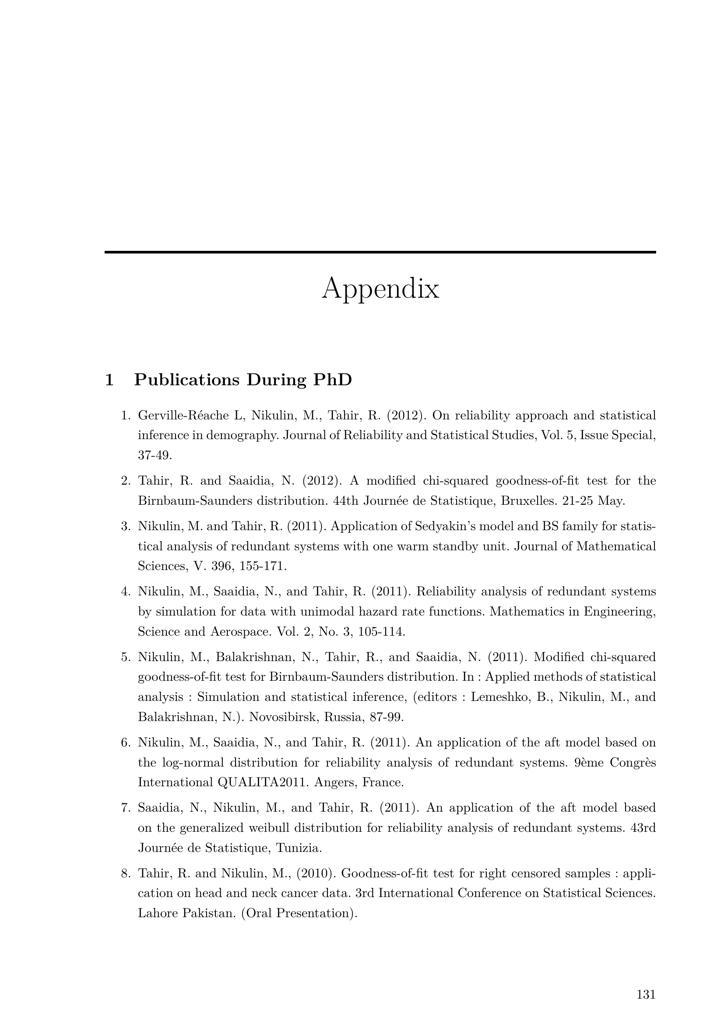 Appendix
1 Publications During PhD
1. Gerville-Réache L, Nikulin, M., Tahir, R. (2012). On reliability approach and statistical
inference in demography. Journal of Reliability and Statistical Studies, Vol. 5, Issue Special,
37-49.
2. Tahir, R. and Saaidia, N. (2012). A modified chi-squared goodness-of-fit test for the
Birnbaum-Saunders distribution. 44th Journée de Statistique, Bruxelles. 21-25 May.
3. Nikulin, M. and Tahir, R. (2011). Application of Sedyakin's model and BS family for statis-
tical analysis of redundant systems with one warm standby unit. Journal of Mathematical
Sciences, V. 396, 155-171.
4. Nikulin, M., Saaidia, N., and Tahir, R. (2011). Reliability analysis of redundant systems
by simulation for data with unimodal hazard rate functions. Mathematics in Engineering,
Science and Aerospace. Vol. 2, No. 3, 105-114.
5. Nikulin, M., Balakrishnan, N., Tahir, R., and Saaidia, N. (2011). Modified chi-squared
goodness-of-fit test for Birnbaum-Saunders distribution. In : Applied methods of statistical
analysis : Simulation and statistical inference, (editors : Lemeshko, B., Nikulin, M., and
Balakrishnan, N.). Novosibirsk, Russia, 87-99.
6. Nikulin, M., Saaidia, N., and Tahir, R. (2011). An application of the aft model based on
the log-normal distribution for reliability analysis of redundant systems. 9ème Congrès
International QUALITA2011. Angers, France.
7. Saaidia, N., Nikulin, M., and Tahir, R. (2011). An application of the aft model based
on the generalized weibull distribution for reliability analysis of redundant systems. 43rd
Journée de Statistique, Tunizia.
8. Tahir, R. and Nikulin, M., (2010). Goodness-of-fit test for right censored samples : appli-
cation on head and neck cancer data. 3rd International Conference on Statistical Sciences.
Lahore Pakistan. (Oral Presentation).
131